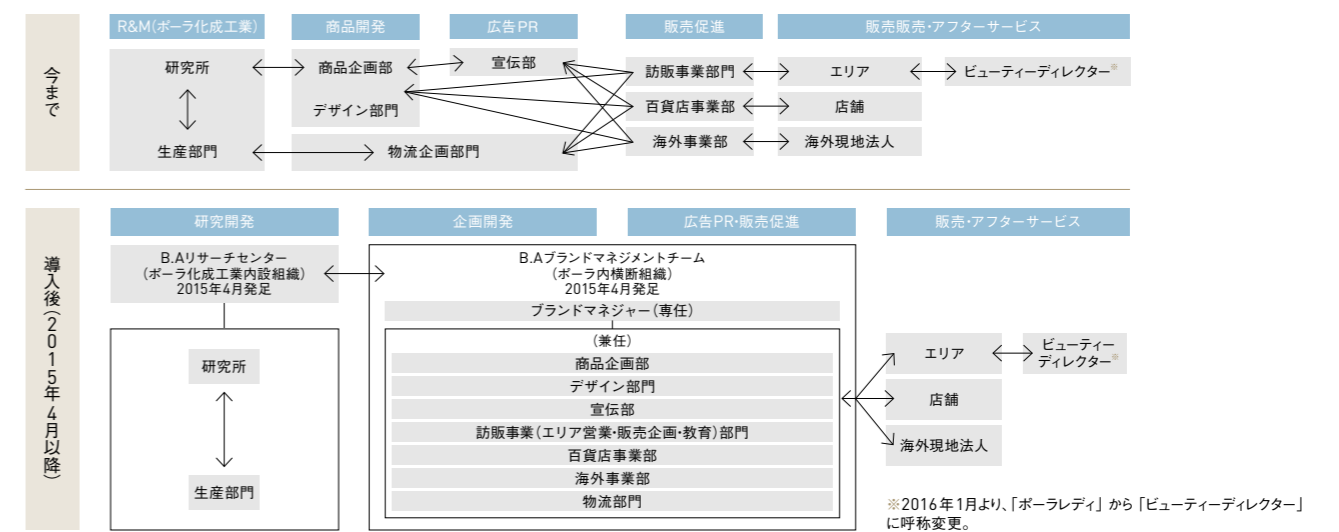 R&M(ポーラ化成工業)
商品開発
広告PR
販売促進
販売販売・アフターサービス
今まで
研究所
商品企画部
宣伝部
訪販事業部門
エリア
ビューティーディレクター※
デザイン部門
百貨店事業部
店舗
生産部門
物流企画部門
海外事業部
海外現地法人
導入後(2015年4月以降)
研究開発
企画開発
広告PR・販売促進
販売・アフターサービス
B.Aリサーチセンター
(ポーラ化成工業内設組織)
2015年4月発足
B.Aブランドマネジメントチーム
(ポーラ内横断組織)
2015年4月発足
ブランドマネジャー(専任)
研究所
生産部門
(兼任)
商品企画部
デザイン部門
宣伝部
訪販事業(エリア営業・販売企画・教育)部門
百貨店事業部
海外事業部
物流部門
エリア
ビューティー
ディレクター※
店舗
海外現地法人
※2016年1月より、「ポーラレディ」から「ビューティーディレクター」
に呼称変更。